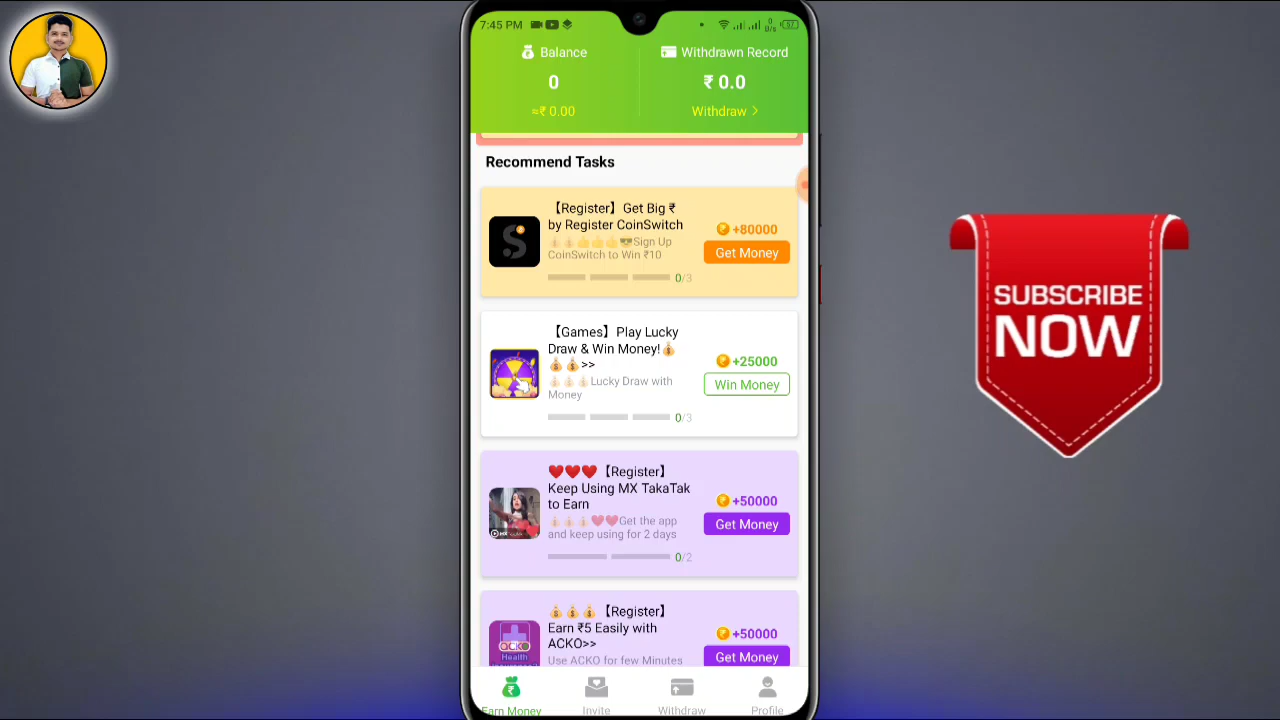 7:45 PM
0
B/s
57
Balance
0
≈₹ 0.00
Withdrawn Record
₹ 0.0
Withdraw >
Recommend Tasks
【Register】Get Big ₹
by Register CoinSwitch
💰💰👍👍👍😎Sign Up
CoinSwitch to Win ₹10
0/3
+80000
Get Money
【Games】Play Lucky
Draw & Win Money!💰
💰💰>>
💰💰💰Lucky Draw with
Money
0/3
+25000
Win Money
❤️❤️❤️【Register】
Keep Using MX TakaTak
to Earn
💰💰💰❤️❤️Get the app
and keep using for 2 days
0/2
+50000
Get Money
💰💰💰【Register】
Earn ₹5 Easily with
ACKO>>
Use ACKO for few Minutes
ACKO
Health
+50000
Get Money
Earn Money
Invite
Withdraw
Profile
SUBSCRIBE
NOW